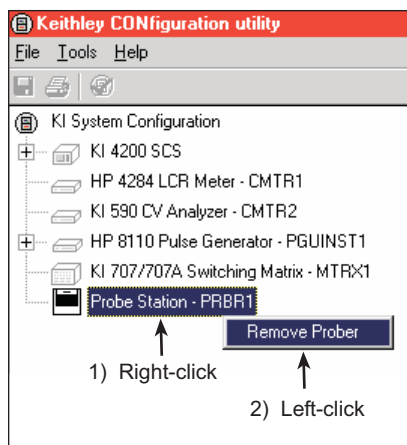 Keithley CONfiguration utility
File Tools Help
KI System Configuration
KI 4200 SCS
HP 4284 LCR Meter - CMTR1
KI 590 CV Analyzer - CMTR2
HP 8110 Pulse Generator - PGUINST1
KI 707/707A Switching Matrix - MTRX1
Probe Station - PRBR1
Remove Prober
1) Right-click
2) Left-click